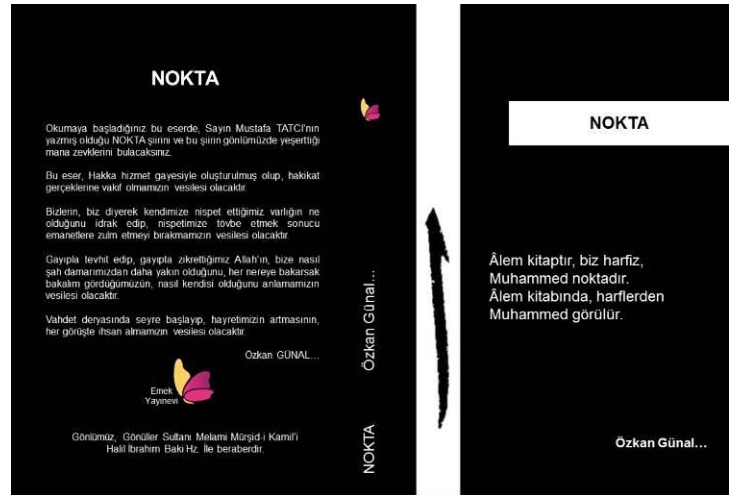 NOKTA
Okumaya başladığınız bu eserde, Sayın Mustafa TATCI'nın
yazmış olduğu NOKTA şiirini ve bu şiirin gönlümüzde yeşerttiği
mana zevklerini bulacaksınız.
Bu eser, Hakka hizmet gayesiyle oluşturulmuş olup, hakikat
gerçeklerine vakıf olmamızın vesilesi olacaktır.
Bizlerin, biz diyerek kendimize nispet ettiğimiz varlığın ne
olduğunu idrak edip, nispetimize tövbe etmek sonucu
emanetlere zulm etmeyi bırakmamızın vesilesi olacaktır.
Gayıpla tevhit edip, gayıpta zikrettiğimiz Allah'ın, bize nasıl
şah damarımızdan daha yakın olduğunu, her nereye bakarsak
bakalım gördüğümüzün, nasıl kendisi olduğunu anlamamızın
vesilesi olacaktır.
Vahdet deryasında seyre başlayıp, hayretimizin artmasının,
her görüşte ihsan almamızın vesilesi olacaktır.
Özkan GÜNAL...
Emek
Yayınevi
Gönlümüz, Gönüller Sultanı Melami Mürşid-i Kamil'i
Halil İbrahim Baki Hz. İle beraberdir.
NOKTA
Özkan Günal...
NOKTA
Âlem kitaptır, biz harfiz,
Muhammed noktadır.
Âlem kitabında, harflerden
Muhammed görülür.
Özkan Günal...